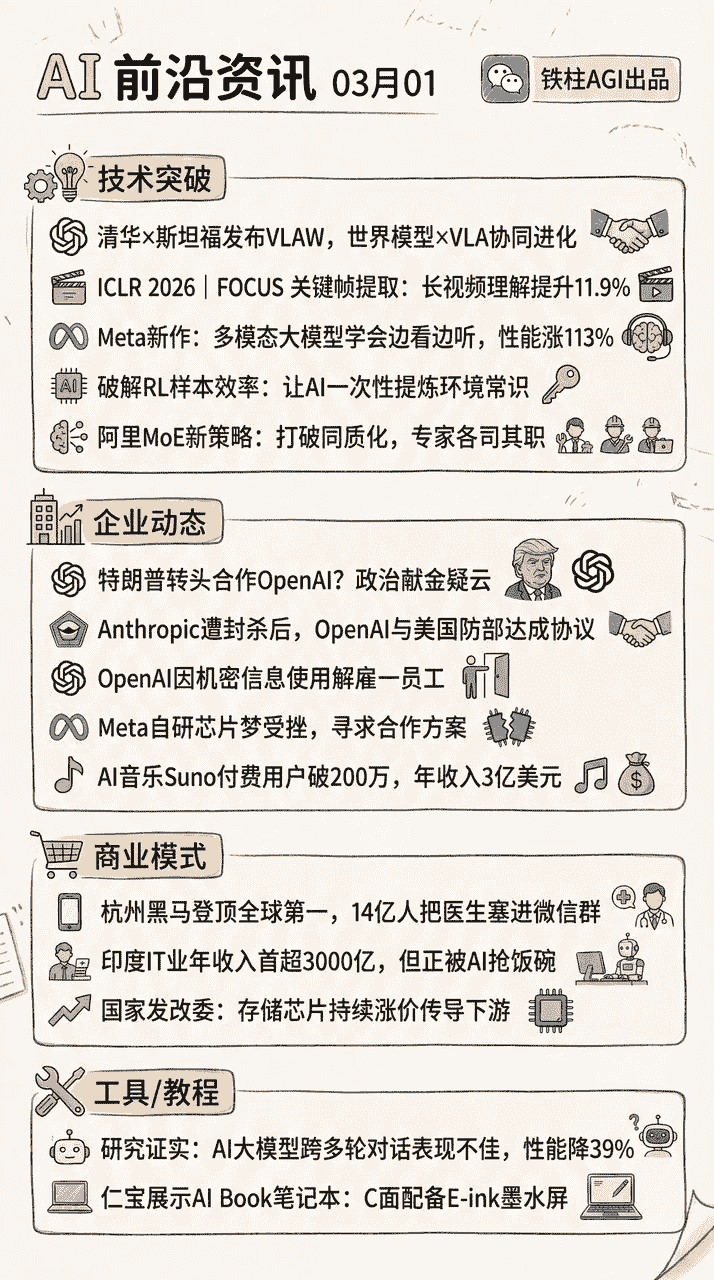 AI 前沿资讯 03月01
铁柱AGI出品
技术突破
清华×斯坦福发布VLAW，世界模型×VLA协同进化
ICLR 2026｜FOCUS 关键帧提取：长视频理解提升11.9%
Meta新作：多模态大模型学会边看边听，性能涨113%
AI
破解RL样本效率：让AI一次性提炼环境常识
阿里MoE新策略：打破同质化，专家各司其职
企业动态
特朗普转头合作OpenAI？政治献金疑云
Anthropic遭封杀后，OpenAI与美国防部达成协议
OpenAI因机密信息使用解雇一员工
Meta自研芯片梦受挫，寻求合作方案
AI音乐Suno付费用户破200万，年收入3亿美元
$
商业模式
杭州黑马登顶全球第一，14亿人把医生塞进微信群
印度IT业年收入首超3000亿，但正被AI抢饭碗
国家发改委：存储芯片持续涨价传导下游
工具/教程
研究证实：AI大模型跨多轮对话表现不佳，性能降39%
?
仁宝展示AI Book笔记本：C面配备E-ink墨水屏